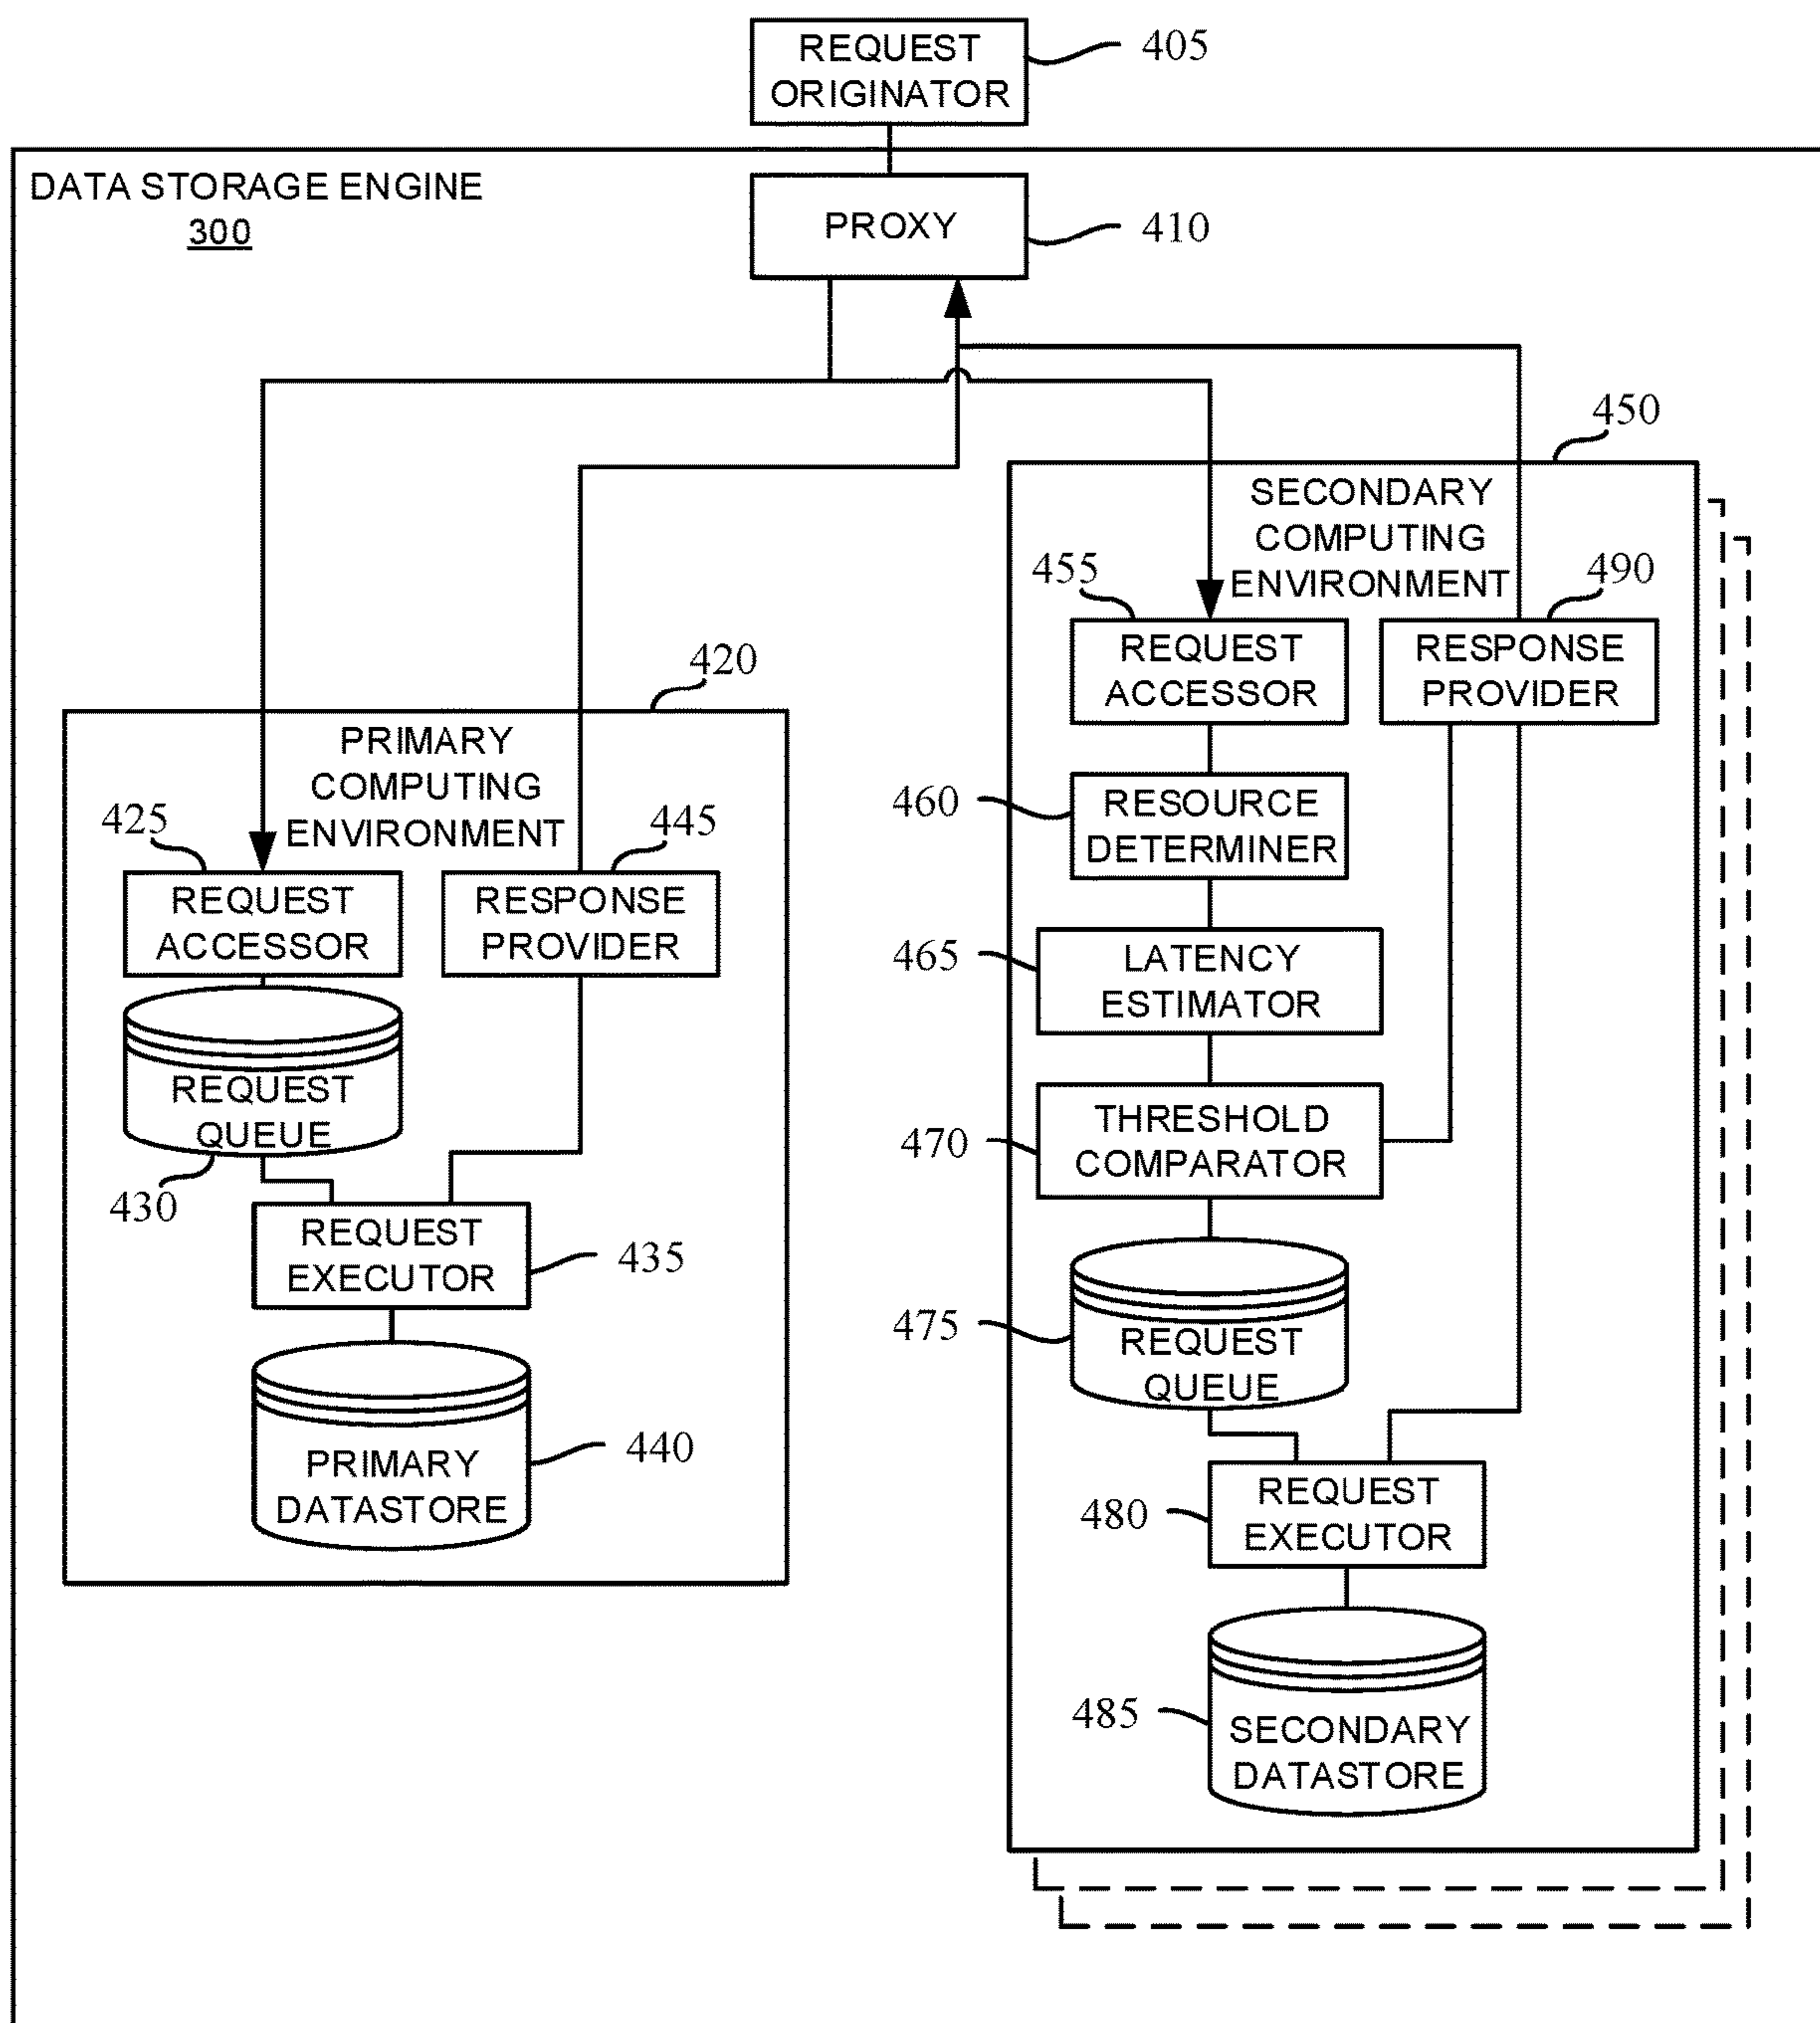 REQUEST
ORIGINATOR
405
DATA STORAGE ENGINE
300
PROXY
410
450
SECONDARY
COMPUTING
ENVIRONMENT
455
490
REQUEST
ACCESSOR
RESPONSE
PROVIDER
420
PRIMARY
COMPUTING
ENVIRONMENT
425
445
REQUEST
ACCESSOR
RESPONSE
PROVIDER
REQUEST
QUEUE
430
REQUEST
EXECUTOR
435
PRIMARY
DATASTORE
440
460
RESOURCE
DETERMINER
465
LATENCY
ESTIMATOR
470
THRESHOLD
COMPARATOR
475
REQUEST
QUEUE
480
REQUEST
EXECUTOR
485
SECONDARY
DATASTORE